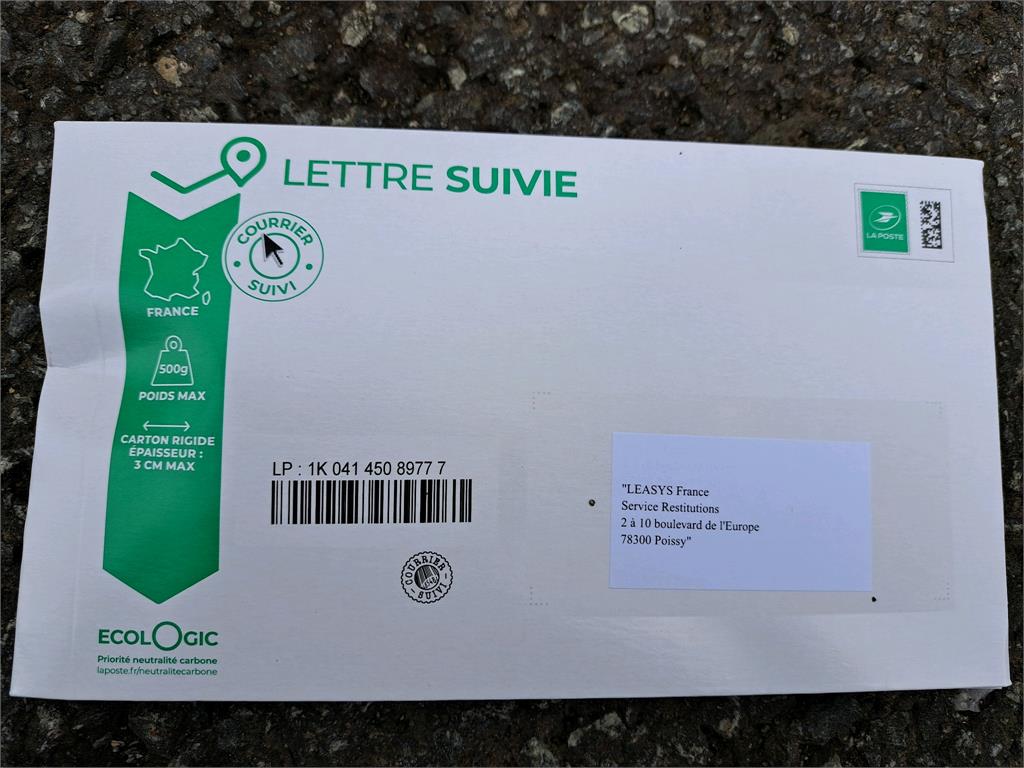 LETTRE SUIVIE
COURRIER
SUIVI
LA POSTE
FRANCE
500g
POIDS MAX
CARTON RIGIDE
ÉPAISSEUR :
3 CM MAX
LP : 1K 041 450 8977 7
"LEASYS France
Service Restitutions
2 à 10 boulevard de l'Europe
78300 Poissy"
COURRIER
SUIVI
ECOLOGIC
Priorité neutralité carbone
laposte.fr/neutralitecarbone